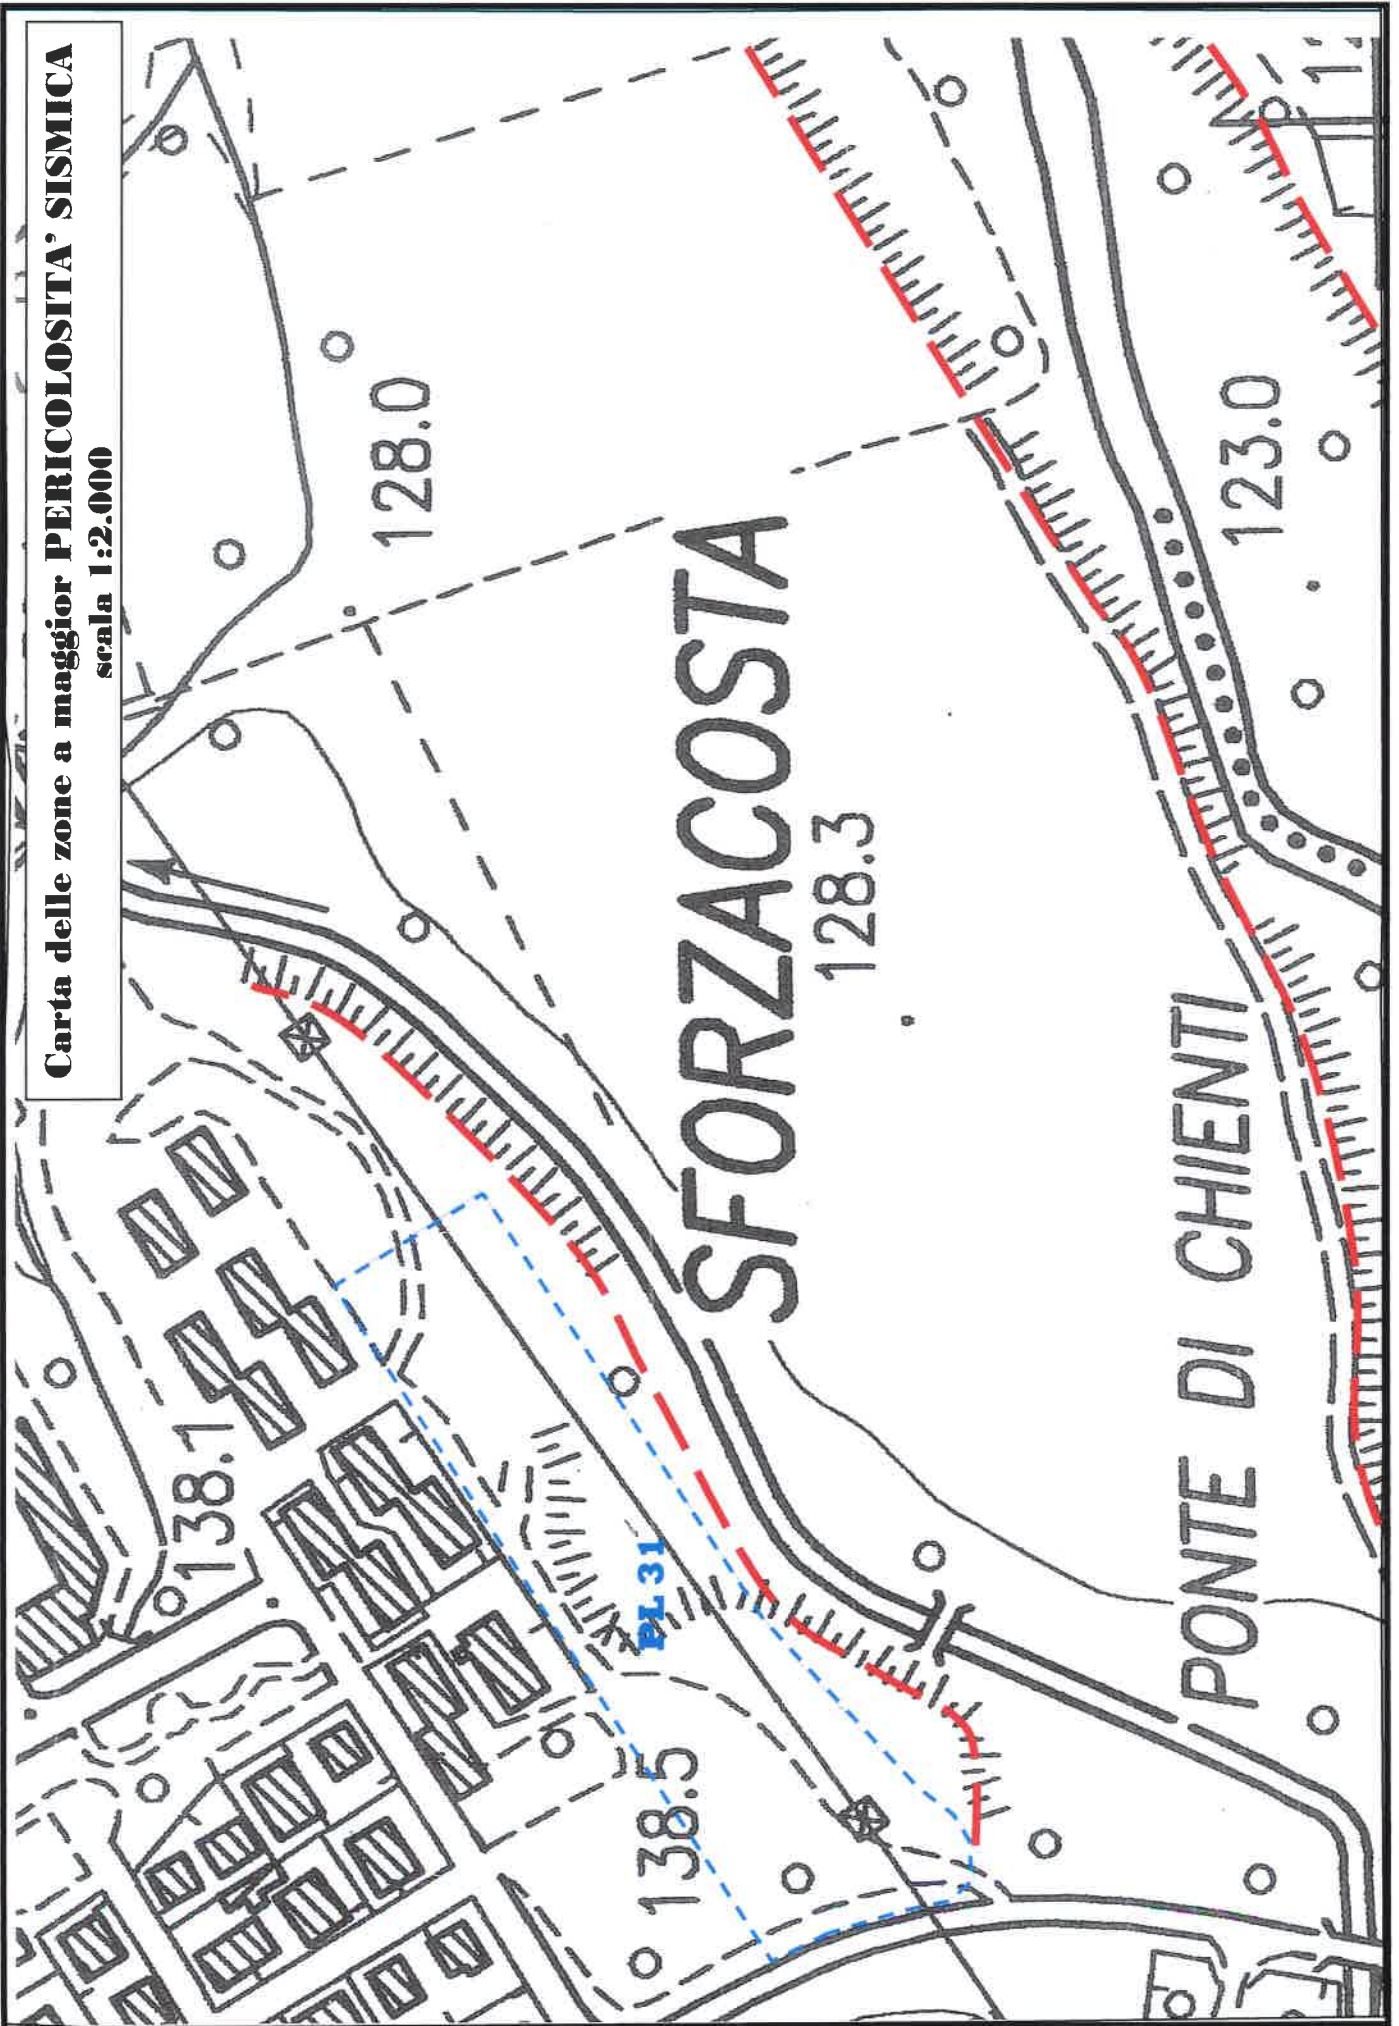 Carta delle zone a maggior PERICOLOSITA' SISMICA
scala 1:2.000
128.0
123.0
SFORZACOSTA
128.3
PONTE DI CHIENTI
138.1
PL 31
138.5